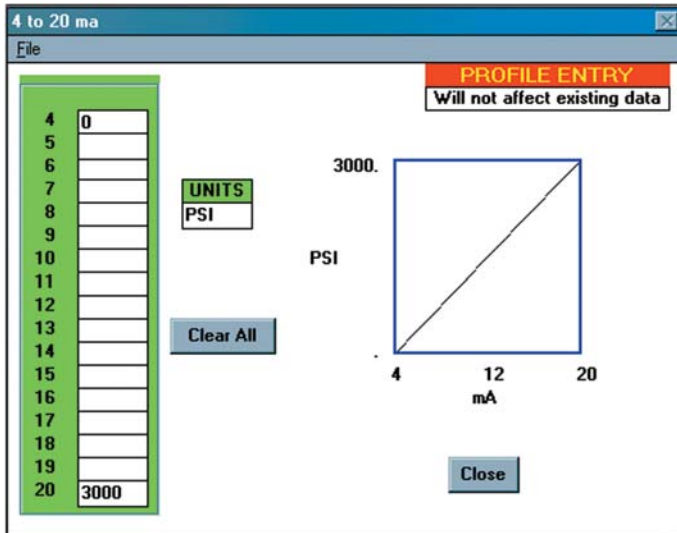 4 to 20 ma
File
PROFILE ENTRY
Will not affect existing data
4 0
5
6
7
8
9
10
11
12
13
14
15
16
17
18
19
20 3000
UNITS
PSI
Clear All
3000.
PSI
.
4 12 20
mA
Close